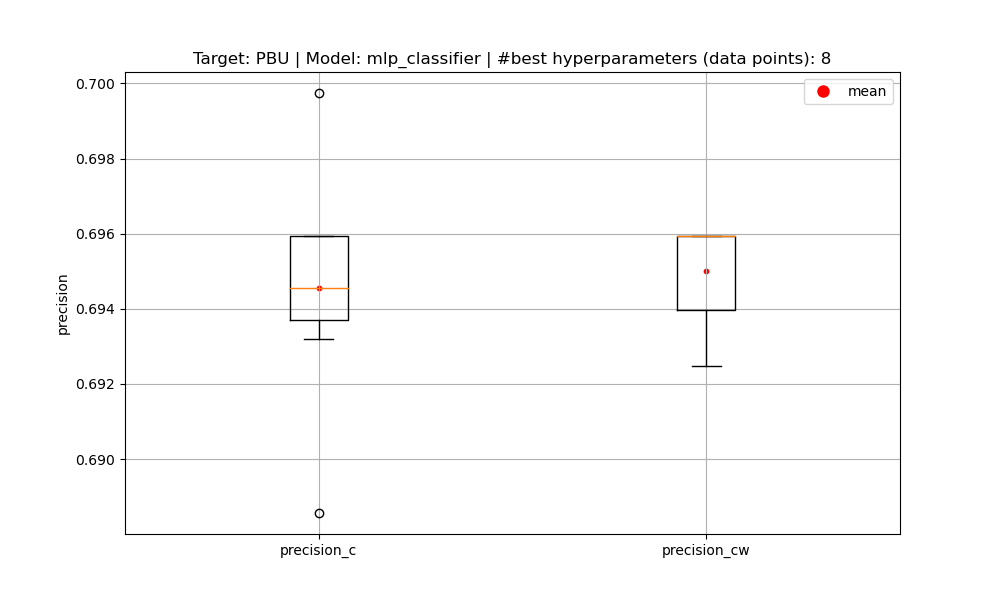 Target: PBU | Model: mlp_classifier | #best hyperparameters (data points): 8
mean
precision
0.700
0.698
0.696
0.694
0.692
0.690
precision_c
precision_cw